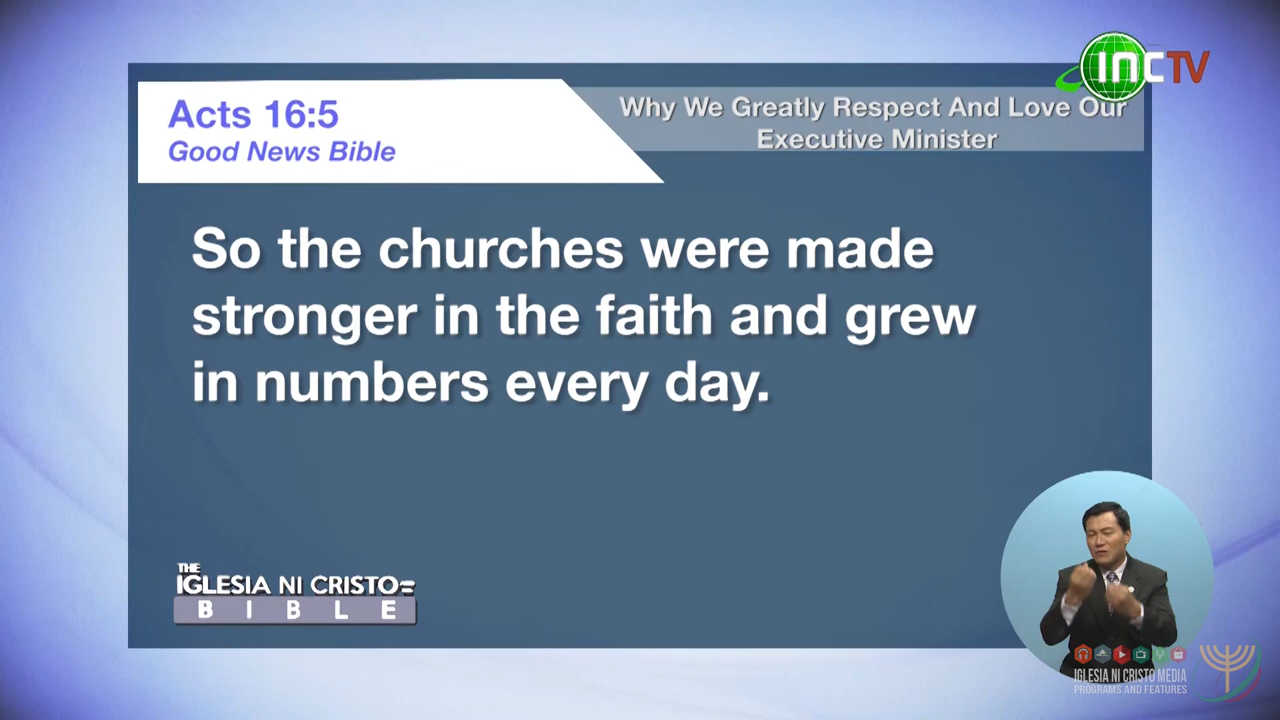 INCTV
Acts 16:5
Good News Bible
Why We Greatly Respect And Love Our
Executive Minister
So the churches were made
stronger in the faith and grew
in numbers every day.
THE
IGLESIA NI CRISTO
BIBLE
IGLESIA NI CRISTO MEDIA
PROGRAMS AND FEATURES